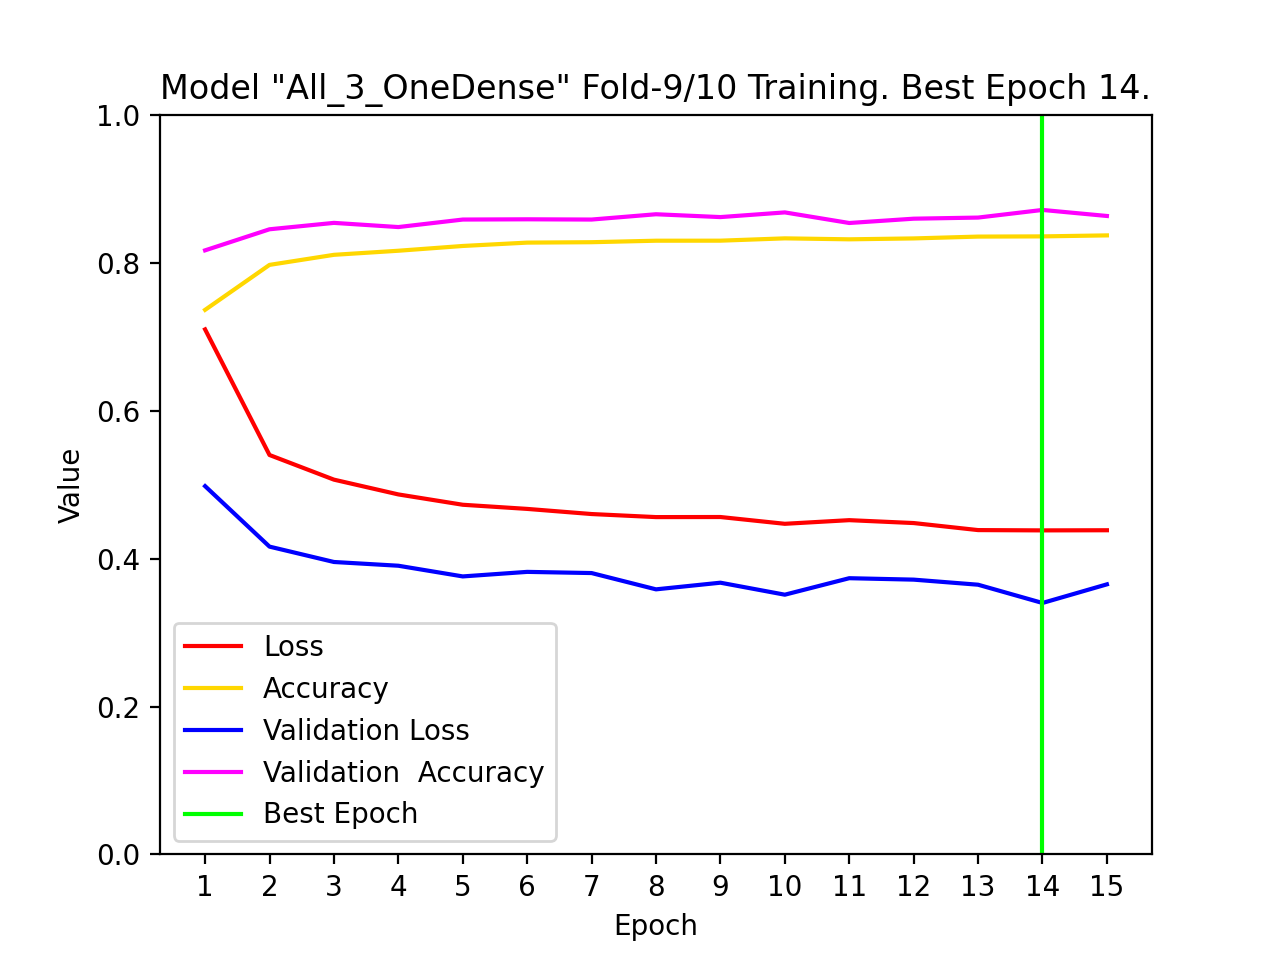 Model "All_3_OneDense" Fold-9/10 Training. Best Epoch 14.
1.0
0.8
0.6
0.4
0.2
0.0
Value
Loss
Accuracy
Validation Loss
Validation  Accuracy
Best Epoch
1 2 3 4 5 6 7 8 9 10 11 12 13 14 15
Epoch